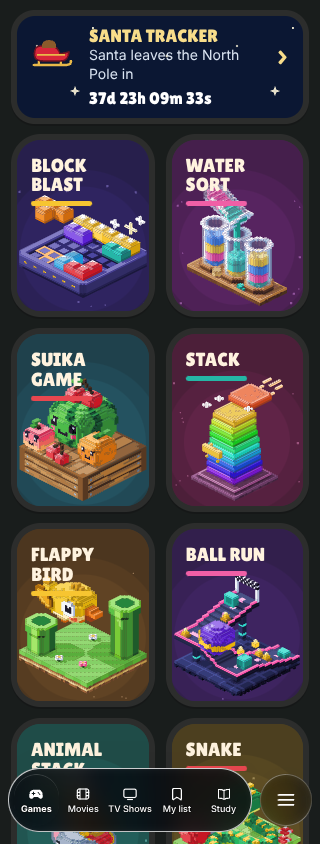 SANTA TRACKER
Santa leaves the North
Pole in
37d 23h 09m 33s
BLOCK
BLAST
WATER
SORT
SUIKA
GAME
STACK
FLAPPY
BIRD
BALL RUN
ANIMAL
STACK
SNAKE
Games
Movies
TV Shows
My list
Study